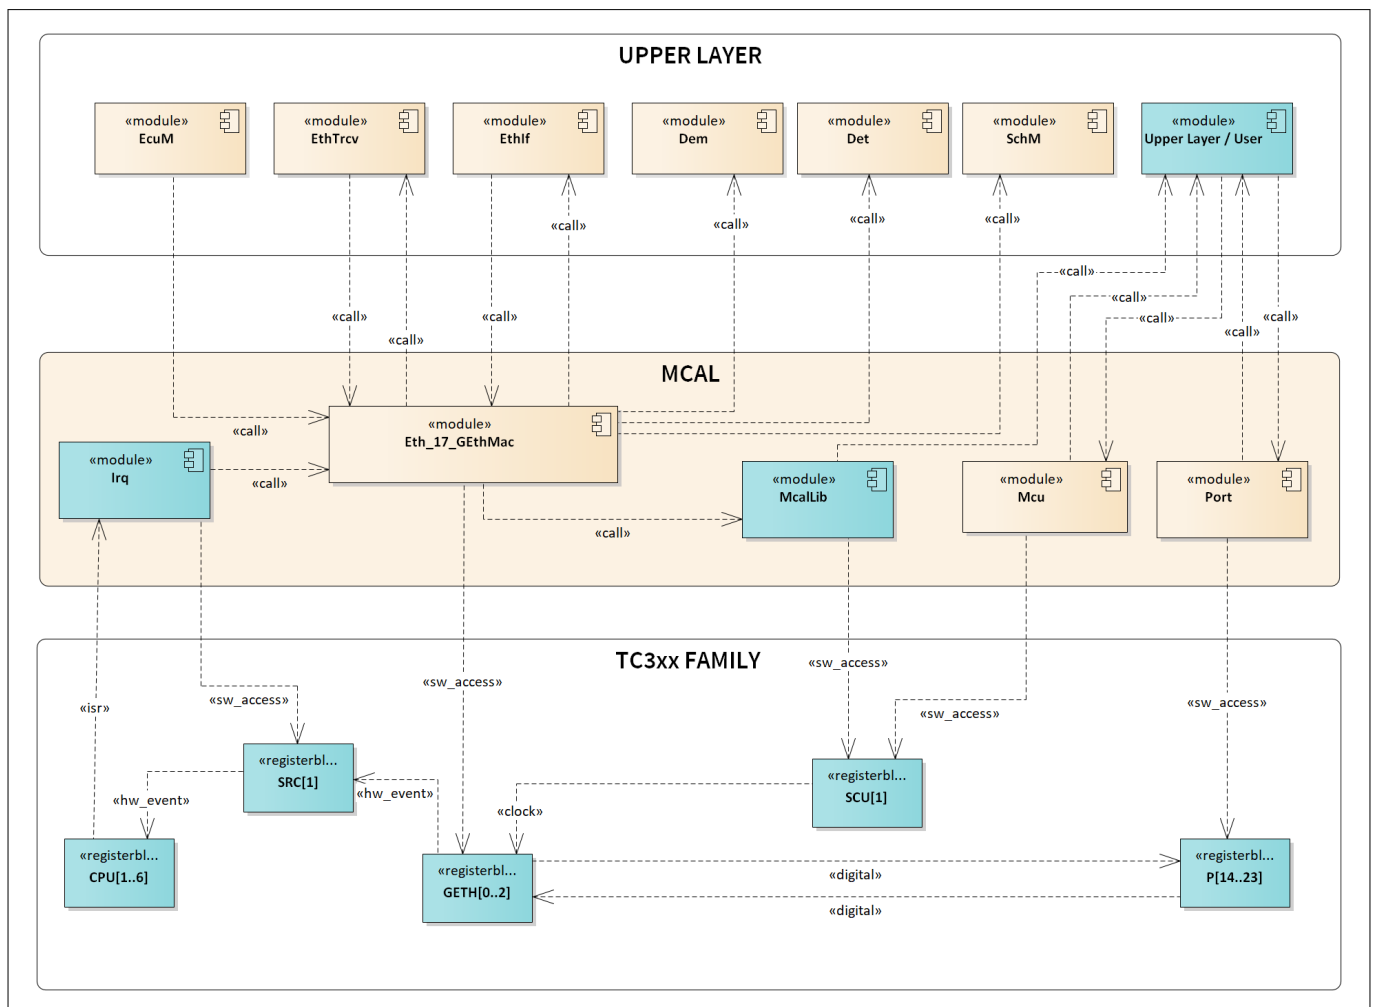 UPPER LAYER
«module»
EcuM
«module»
EthTrcv
«module»
EthIf
«module»
Dem
«module»
Det
«module»
SchM
«module»
Upper Layer / User
«call»
«call»
«call»
«call»
«call»
«call»
«call»
«call»
«call»
«call»
«call»
«call»
MCAL
«module»
Eth_17_GEthMac
«call»
«module»
Irq
«call»
«module»
McalLib
«module»
Mcu
«module»
Port
«call»
TC3xx FAMILY
«sw_access»
«sw_access»
«isr»
«sw_access»
«sw_access»
«sw_access»
«registerbl...
SRC[1]
«registerbl...
SCU[1]
«hw_event»
«hw_event»
«clock»
«registerbl...
CPU[1..6]
«registerbl...
GETH[0..2]
«registerbl...
P[14..23]
«digital»
«digital»